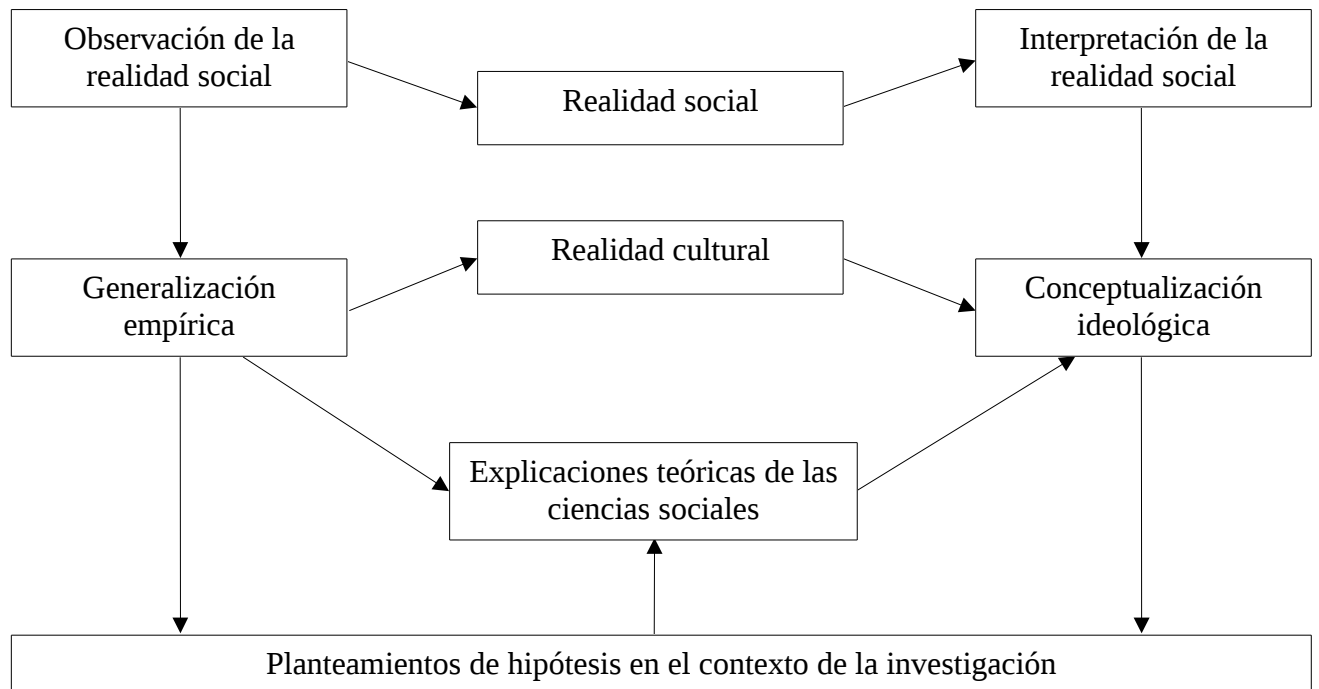 Observación de la
realidad social
Realidad social
Interpretación de la
realidad social
Generalización
empírica
Realidad cultural
Conceptualización
ideológica
Explicaciones teóricas de las
ciencias sociales
Planteamientos de hipótesis en el contexto de la investigación